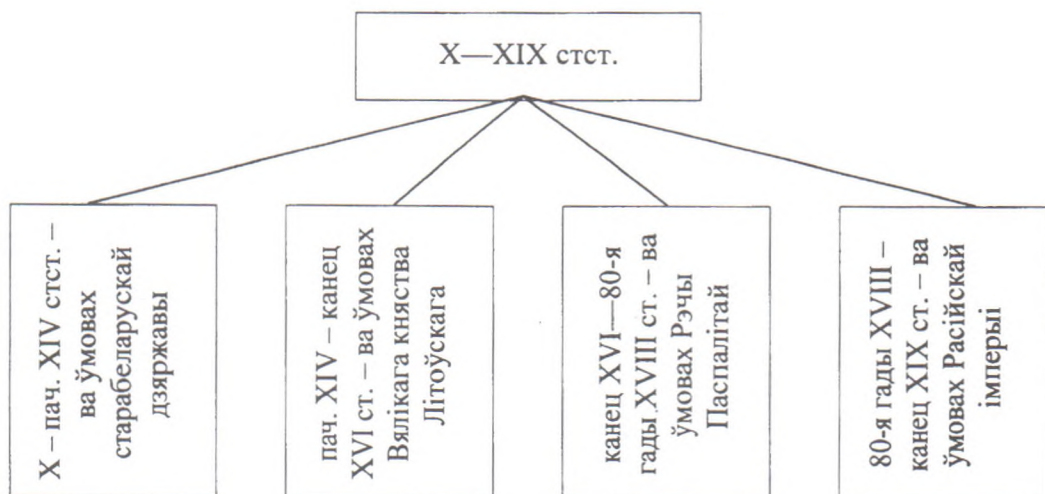 X—XIX стст.
X – пач. XIV стст. –
ва ўмовах
старабеларускай
дзяржавы
пач. XIV – канец
XVI ст. – ва ўмовах
Вялікага княства
Літоўскага
канец XVI—80-я
гады XVIII ст. – ва
ўмовах Рэчы
Паспалітай
80-я гады XVIII –
канец XIX ст. – ва
ўмовах Расійскай
імперыі